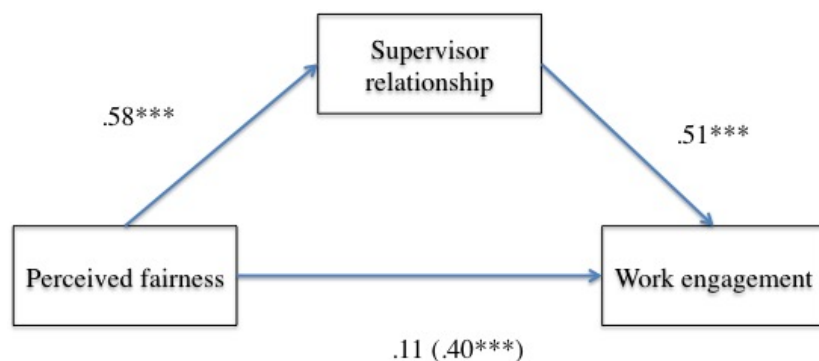 Supervisor
relationship
.58***
.51***
Perceived fairness
Work engagement
.11 (.40***)